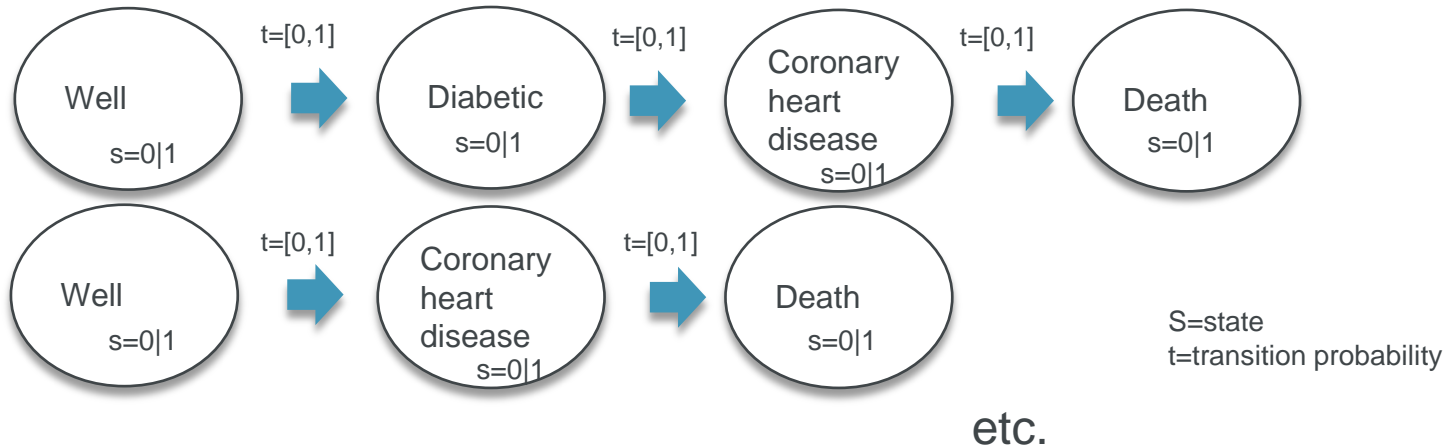 t=[0,1]
t=[0,1]
t=[0,1]
Well
s=0|1
Diabetic
s=0|1
Coronary
heart
disease
s=0|1
Death
s=0|1
t=[0,1]
t=[0,1]
Well
s=0|1
Coronary
heart
disease
s=0|1
Death
s=0|1
S=state
t=transition probability
etc.